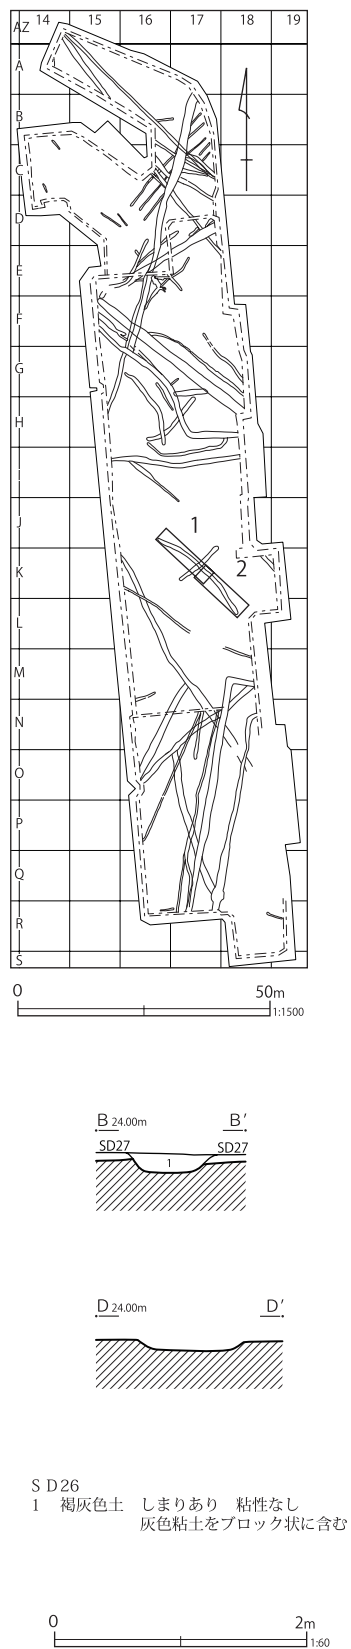 AZ 14 15 16 17 18 19
A
B
C
D
E
F
G
H
I
J
1
K
2
L
M
N
O
P
Q
R
S
0 50m
1:1500
B 24.00m B′
SD27 SD27
1
D 24.00m D′
ＳＤ26
1 褐灰色土 しまりあり 粘性なし
灰色粘土をブロック状に含む
0 2m
1:60